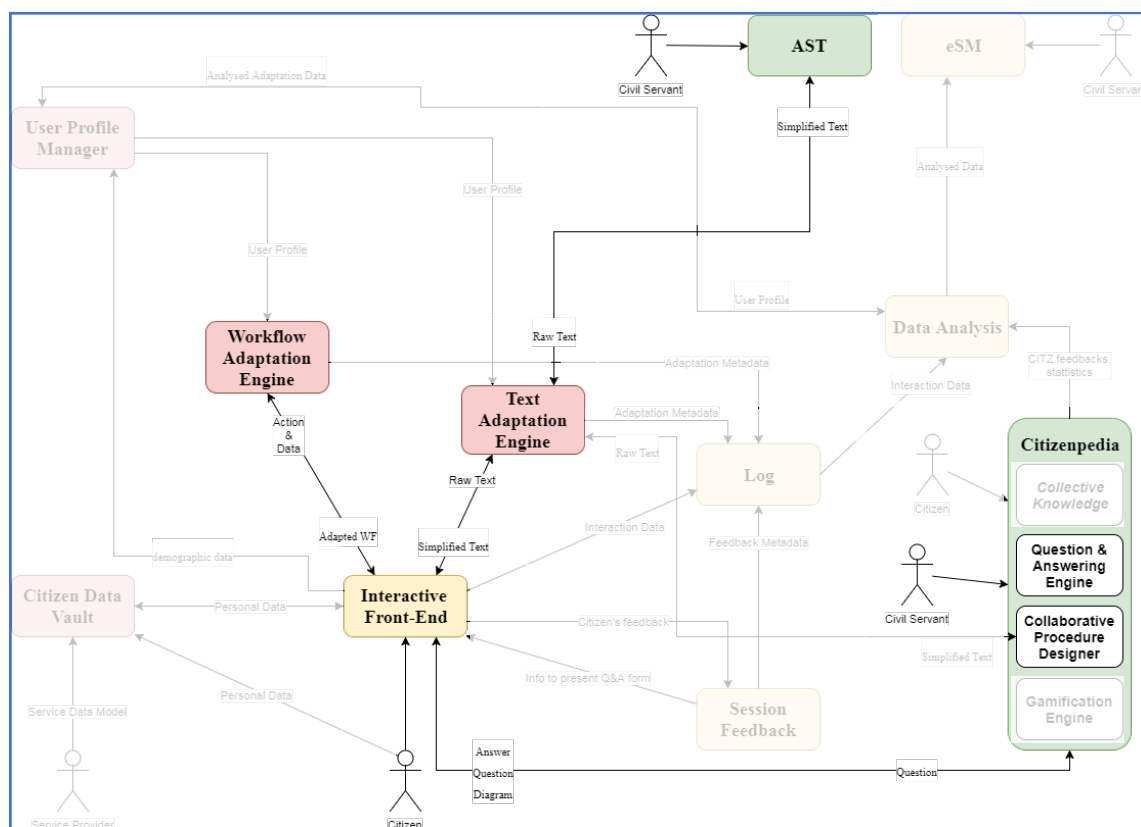 AST
eSM
Civil Servant
Civil Servan
Analysed Adaptation Data
User Profile
Manager
Simplified Text
Analysed Data
User Profile
User Profile
User Profile
Data Analysis
Workflow
Adaptation
Engine
Raw Text
Adaptation Metadata
CITZ feedbacks,
stattistics
Interaction Data
Text
Adaptation
Engine
Adaptation Metadata
Action
&
Data
Raw Text
Citizenpedia
Raw Text
Log
Citizen
Collective
Knowledge
Interaction Data
Adapted WF
Simplified Text
Feedback Metadata
demographic data
Question &
Answering
Engine
Civil Servant
Citizen Data
Vault
Personal Data
Interactive
Front-End
Citizen's feedback
Collaborative
Procedure
Designer
Simplified Text
Info to present Q&A form
Personal Data
Service Data Model
Session
Feedback
Gamification
Engine
Answer
Question
Diagram
Question
Service Provider
Citizen